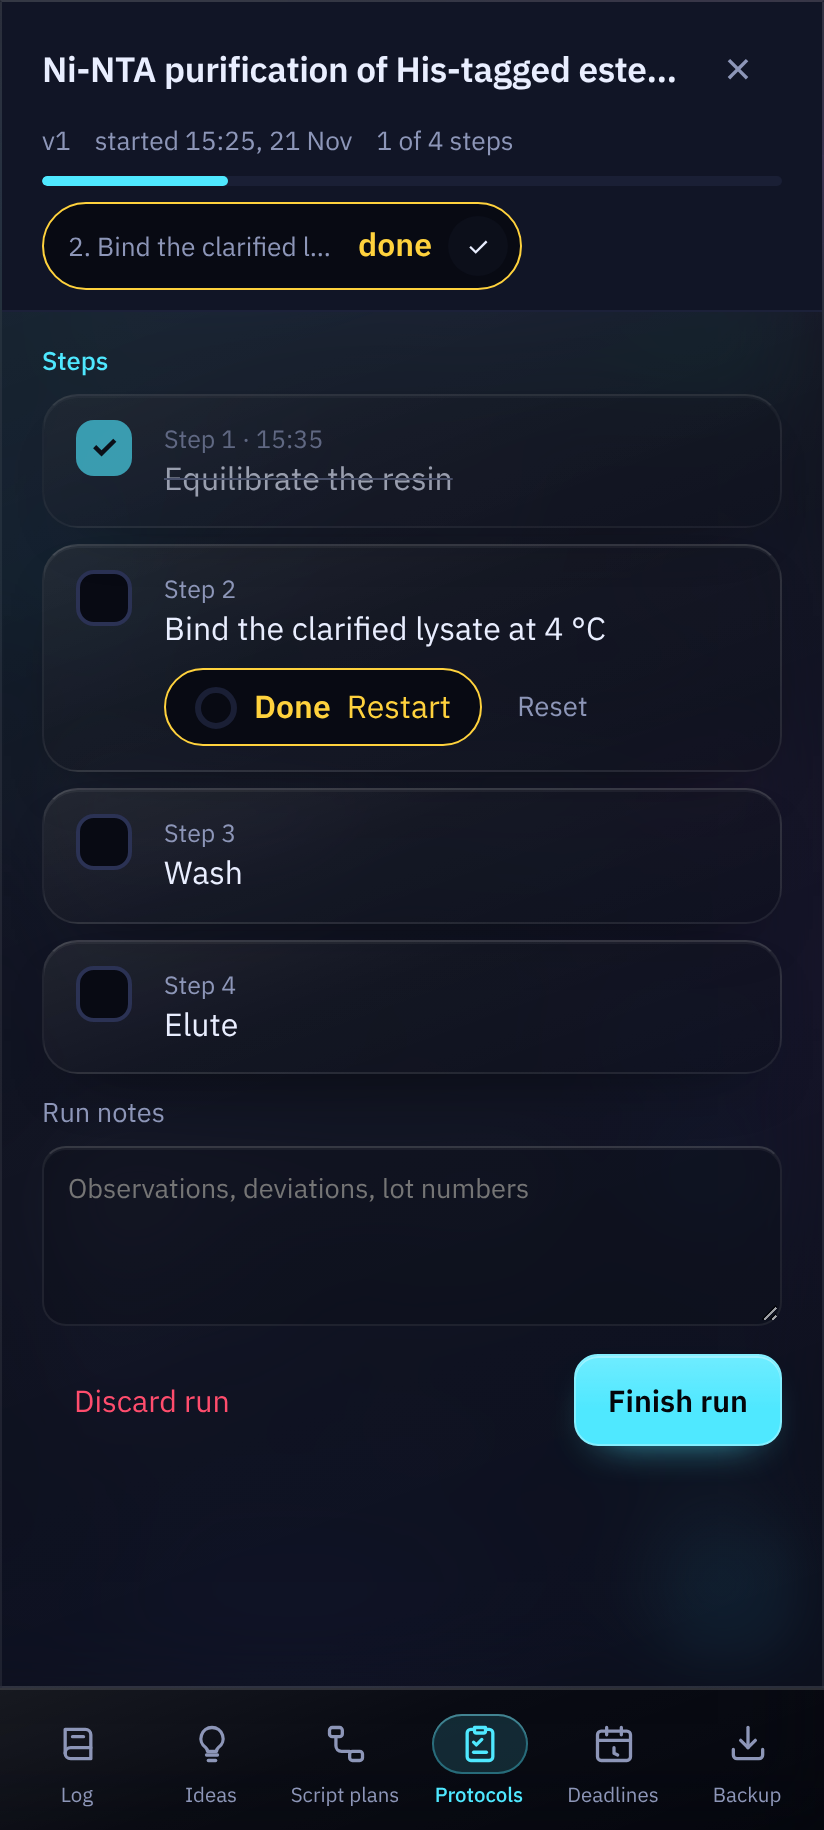 Ni-NTA purification of His-tagged este...
v1 started 15:25, 21 Nov 1 of 4 steps
2. Bind the clarified l... done
Steps
Step 1 · 15:35
Equilibrate the resin
Step 2
Bind the clarified lysate at 4 °C
Done Restart Reset
Step 3
Wash
Step 4
Elute
Run notes
Observations, deviations, lot numbers
Discard run Finish run
Log Ideas Script plans Protocols Deadlines Backup